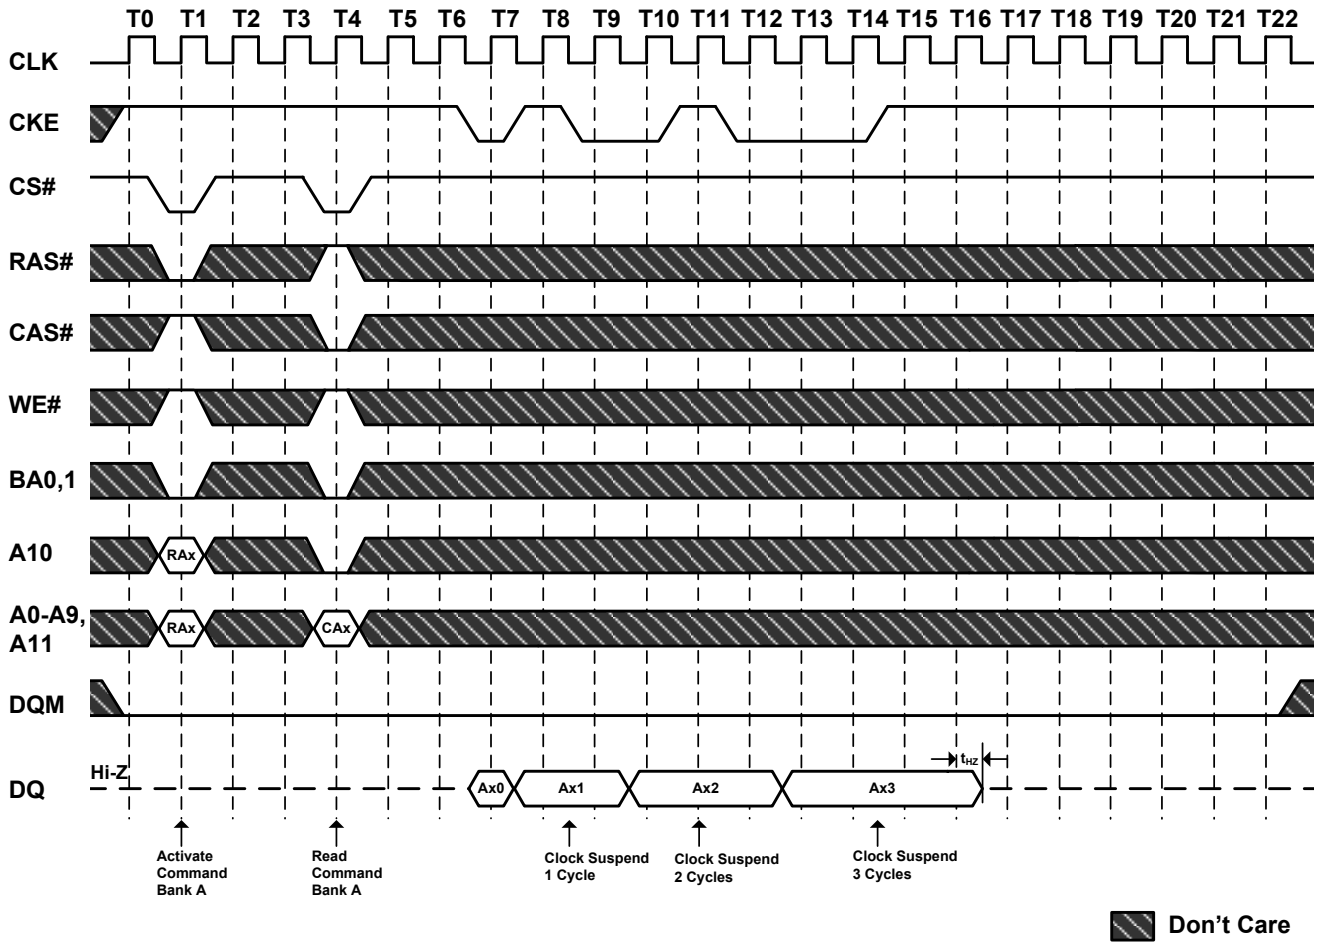 T0 T1 T2 T3 T4 T5 T6 T7 T8 T9 T10 T11 T12 T13 T14 T15 T16 T17 T18 T19 T20 T21 T22
CLK
CKE
CS#
RAS#
CAS#
WE#
BA0,1
A10 RAx
A0-A9, RAx CAx
A11
DQM
tHZ
Hi-Z
DQ Ax0 Ax1 Ax2 Ax3
Activate
Command
Bank A
Read
Command
Bank A
Clock Suspend
1 Cycle
Clock Suspend
2 Cycles
Clock Suspend
3 Cycles
Don't Care